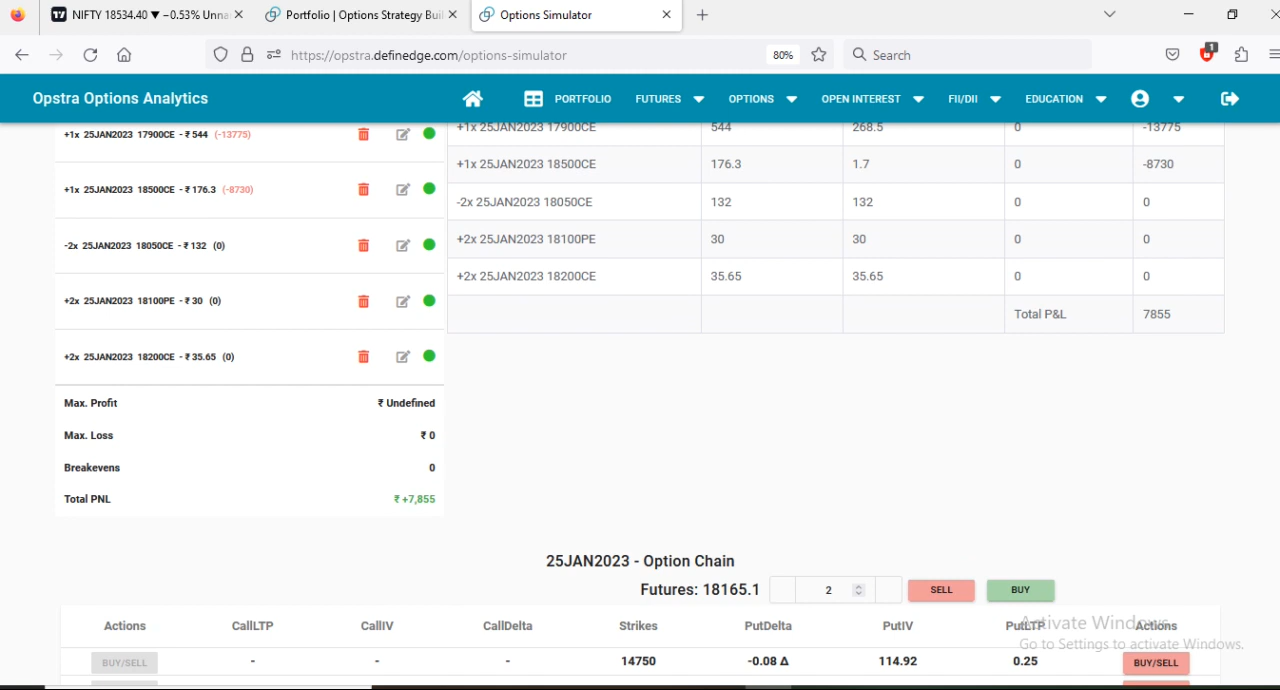 NIFTY 18534.40 ▼ −0.53% Unna
Portfolio | Options Strategy Buil
Options Simulator
https://opstra.definedge.com/options-simulator
80%
Search
1
Opstra Options Analytics
PORTFOLIO
FUTURES
OPTIONS
OPEN INTEREST
FII/DII
EDUCATION
+1x 25JAN2023 17900CE - ₹ 544 (-13775)
+1x 25JAN2023 18500CE - ₹ 176.3 (-8730)
-2x 25JAN2023 18050CE - ₹ 132 (0)
+2x 25JAN2023 18100PE - ₹ 30 (0)
+2x 25JAN2023 18200CE - ₹ 35.65 (0)
Max. Profit ₹ Undefined
Max. Loss ₹ 0
Breakevens 0
Total PNL ₹ +7,855
+1x 25JAN2023 17900CE 544 268.5 0 -13775
+1x 25JAN2023 18500CE 176.3 1.7 0 -8730
-2x 25JAN2023 18050CE 132 132 0 0
+2x 25JAN2023 18100PE 30 30 0 0
+2x 25JAN2023 18200CE 35.65 35.65 0 0
Total P&L 7855
25JAN2023 - Option Chain
Futures: 18165.1 2 SELL BUY
Actions CallLTP CallIV CallDelta Strikes PutDelta PutIV PutLTP Actions
BUY/SELL - - - 14750 -0.08 Δ 114.92 0.25 BUY/SELL
Activate Windows
Go to Settings to activate Windows.